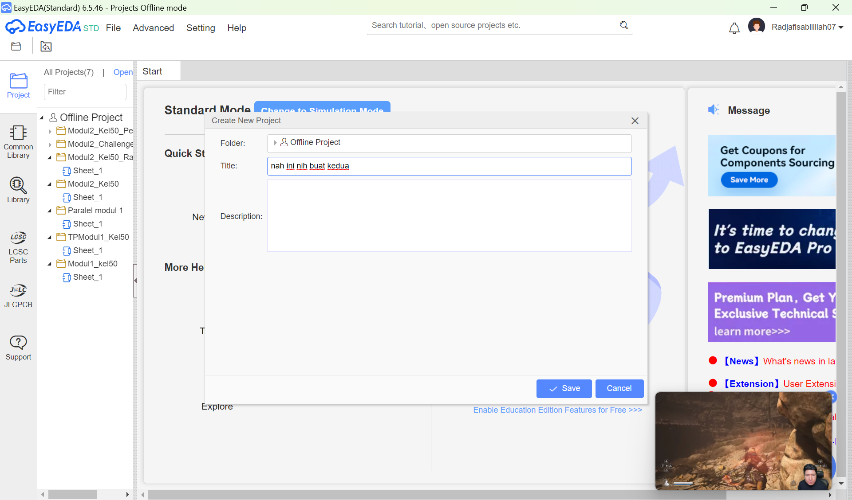 EasyEDA(Standard) 6.5.46 - Projects Offline mode
EasyEDA STD File Advanced Setting Help
Search tutorial, open source projects etc.
Radjafisabilillah07
All Projects(7) | Open
Start
Filter
Project
Common Library
Library
LCSC
LCSC Parts
JLCPCB
Support
Offline Project
Modul2_Kel50_Pe
Modul2_Challenge
Modul2_Kel50_Ra
Sheet_1
Modul2_Kel50
Sheet_1
Paralel modul 1
Sheet_1
TPModul1_Kel50
Sheet_1
Modul1_kel50
Sheet_1
Standard Mode
Change to Simulation Mode
Quick St
Ne
More He
T
Explore
Enable Education Edition Features for Free >>>
Create New Project
Folder:
Offline Project
Title:
nah ini nih buat kedua
Description:
Save
Cancel
Message
Get Coupons for
Components Sourcing
Save More
It's time to chang
to EasyEDA Pro
Premium Plan, Get Y
Exclusive Technical S
learn more>>>
【News】What's news in la
【Extension】User Extensi